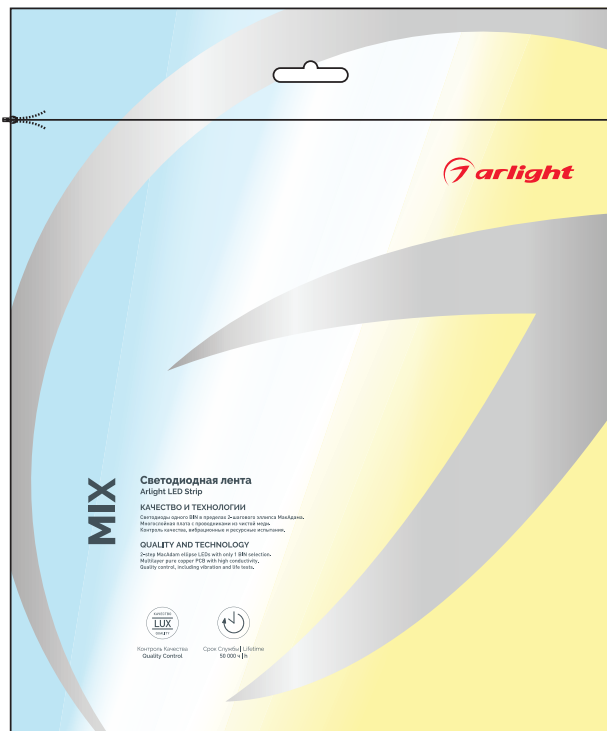 arlight
MIX
Светодиодная лента
Arlight LED Strip
КАЧЕСТВО И ТЕХНОЛОГИИ
Светодиоды одного BIN в пределах 2-шагового эллипса МакАдама.
Многослойная плата с проводниками из чистой меди.
Контроль качества, вибрационные и ресурсные испытания.
QUALITY AND TECHNOLOGY
2-step MacAdam elipse LEDs with only 1 BIN selection.
Multilayer pure copper PCB with high conductivity.
Quality control, including vibration and life tests.
КАЧЕСТВО
LUX
QUALITY
Контроль Качества
Quality Control
Срок Службы | Lifetime
50 000 ч | h